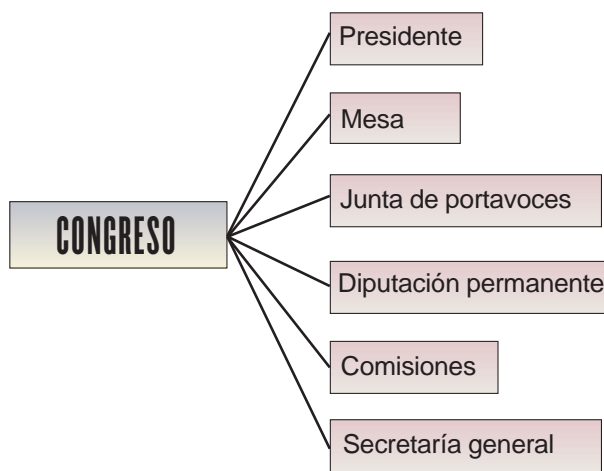 Presidente
Mesa
Junta de portavoces
CONGRESO
Diputación permanente
Comisiones
Secretaría general